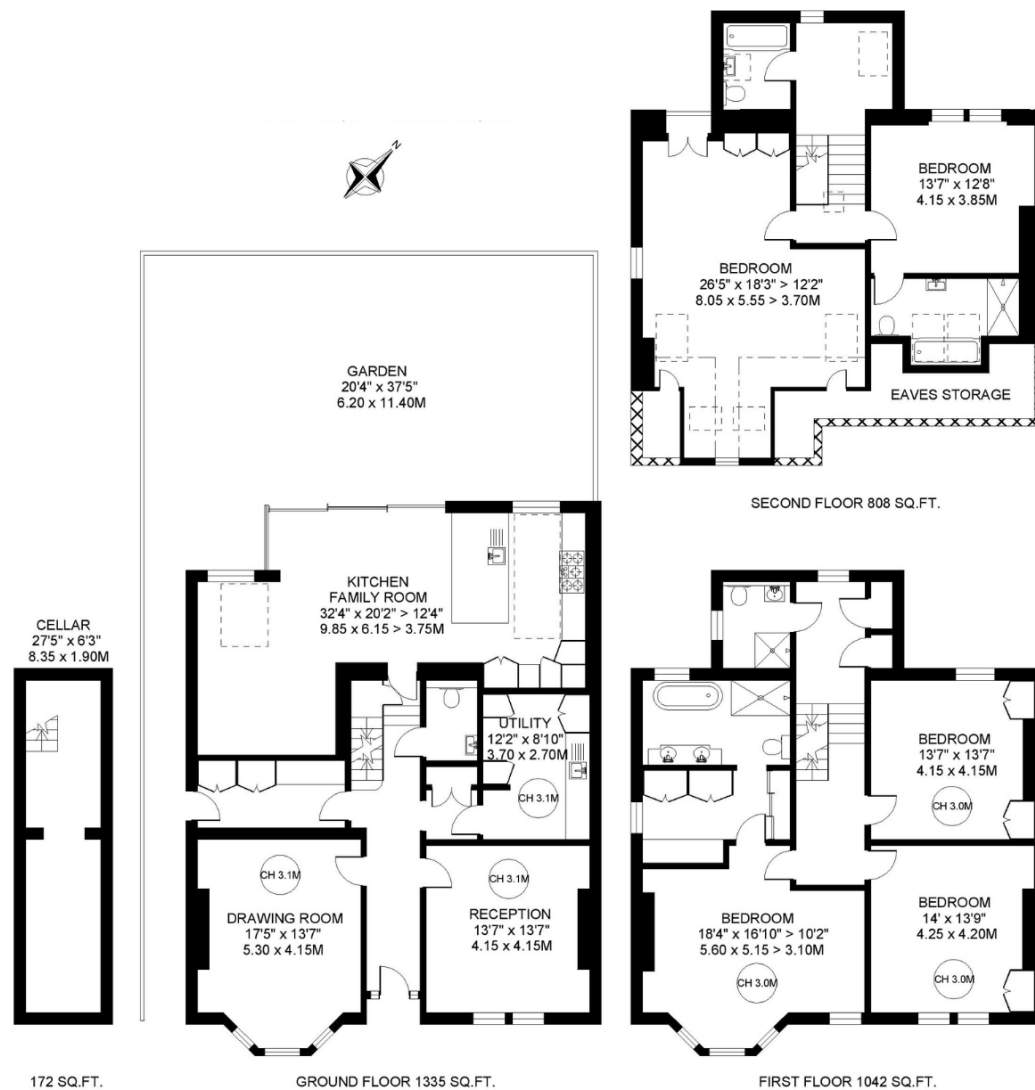 N
BEDROOM
13'7" x 12'8"
4.15 x 3.85M
BEDROOM
26'5" x 18'3" > 12'2"
8.05 x 5.55 > 3.70M
EAVES STORAGE
SECOND FLOOR 808 SQ.FT.
GARDEN
20'4" x 37'5"
6.20 x 11.40M
KITCHEN
FAMILY ROOM
32'4" x 20'2" > 12'4"
9.85 x 6.15 > 3.75M
CELLAR
27'5" x 6'3"
8.35 x 1.90M
UTILITY
12'2" x 8'10"
3.70 x 2.70M
CH 3.1M
CH 3.1M
DRAWING ROOM
17'5" x 13'7"
5.30 x 4.15M
CH 3.1M
RECEPTION
13'7" x 13'7"
4.15 x 4.15M
BEDROOM
13'7" x 13'7"
4.15 x 4.15M
CH 3.0M
BEDROOM
18'4" x 16'10" > 10'2"
5.60 x 5.15 > 3.10M
CH 3.0M
BEDROOM
14' x 13'9"
4.25 x 4.20M
CH 3.0M
172 SQ.FT.
GROUND FLOOR 1335 SQ.FT.
FIRST FLOOR 1042 SQ.FT.